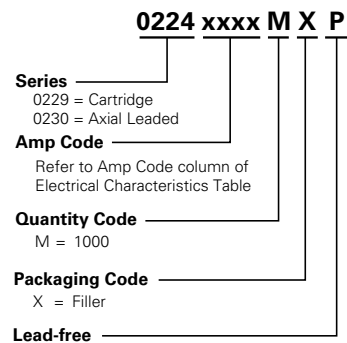 0224 xxxx M X P
Series
0229 = Cartridge
0230 = Axial Leaded
Amp Code
Refer to Amp Code column of
Electrical Characteristics Table
Quantity Code
M = 1000
Packaging Code
X = Filler
Lead-free